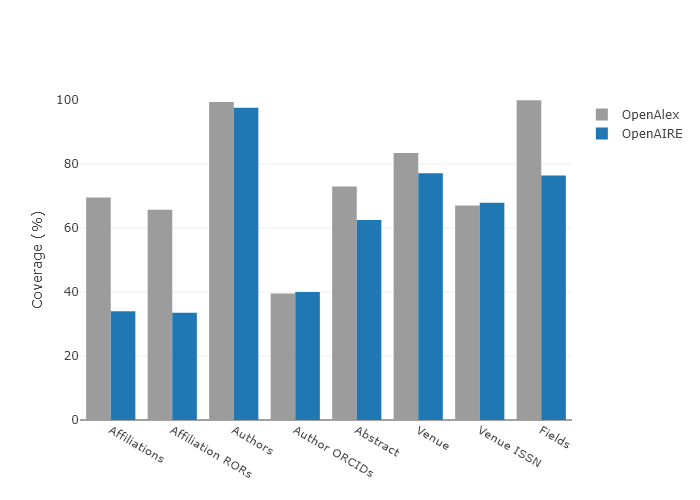 OpenAlex
OpenAIRE
Coverage (%)
100
80
60
40
20
0
Affiliations
Affiliation RORs
Authors
Author ORCIDs
Abstract
Venue
Venue ISSN
Fields